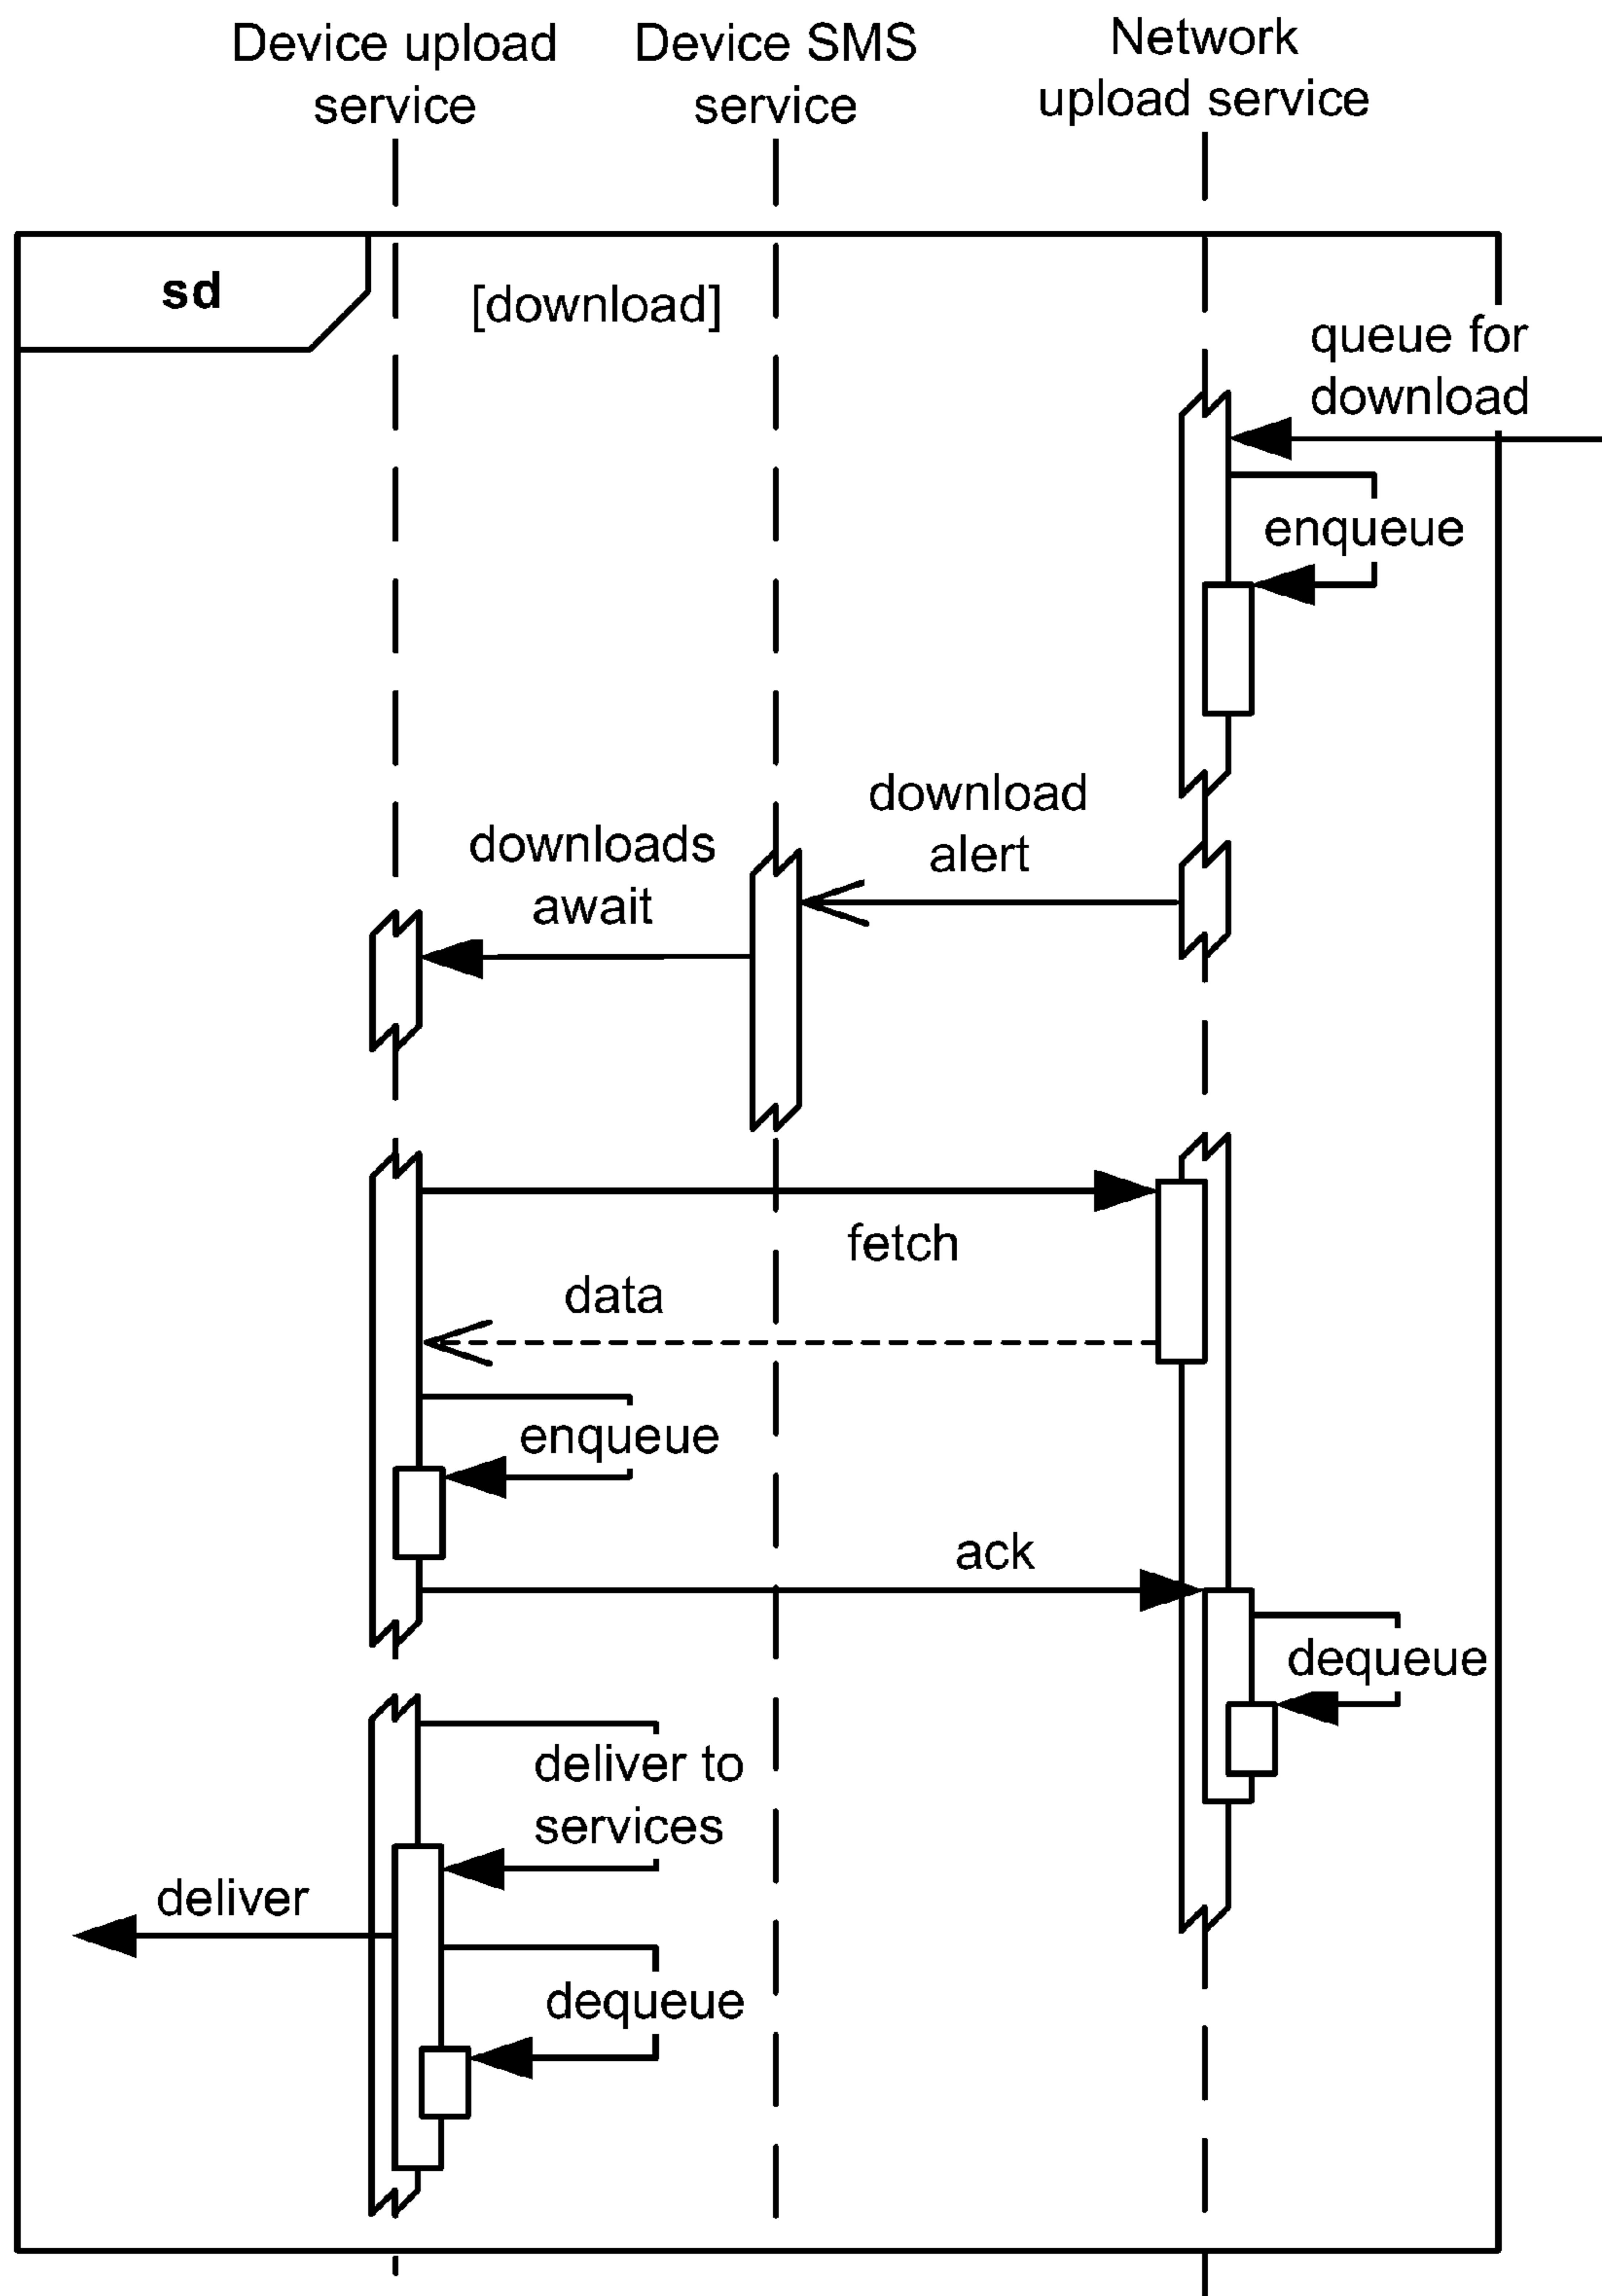 Device upload
service
Device SMS
service
Network
upload service
sd
[download]
queue for
download
enqueue
download
alert
downloads
await
fetch
data
enqueue
ack
dequeue
deliver to
services
deliver
dequeue